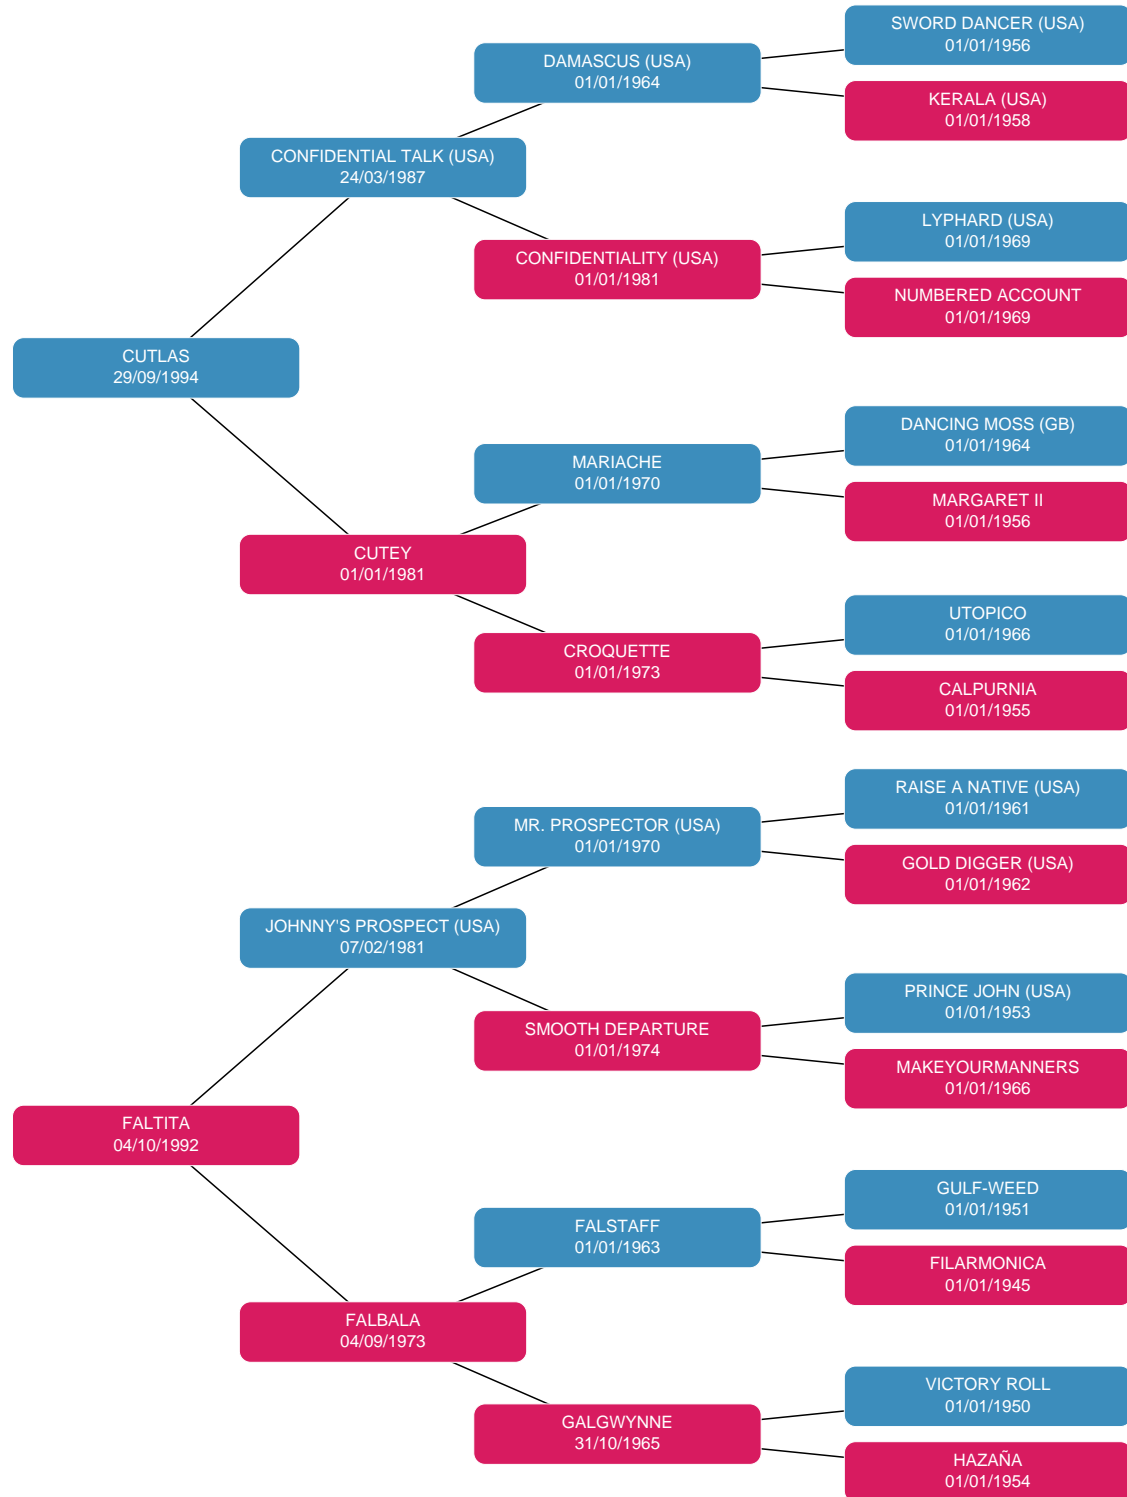 SWORD DANCER (USA)
01/01/1956
DAMASCUS (USA)
01/01/1964
KERALA (USA)
01/01/1958
CONFIDENTIAL TALK (USA)
24/03/1987
LYPHARD (USA)
01/01/1969
CONFIDENTIALITY (USA)
01/01/1981
NUMBERED ACCOUNT
01/01/1969
CUTLAS
29/09/1994
DANCING MOSS (GB)
01/01/1964
MARIACHE
01/01/1970
MARGARET II
01/01/1956
CUTEY
01/01/1981
UTOPICO
01/01/1966
CROQUETTE
01/01/1973
CALPURNIA
01/01/1955
RAISE A NATIVE (USA)
01/01/1961
MR. PROSPECTOR (USA)
01/01/1970
GOLD DIGGER (USA)
01/01/1962
JOHNNY'S PROSPECT (USA)
07/02/1981
PRINCE JOHN (USA)
01/01/1953
SMOOTH DEPARTURE
01/01/1974
MAKEYOURMANNERS
01/01/1966
FALTITA
04/10/1992
GULF-WEED
01/01/1951
FALSTAFF
01/01/1963
FILARMONICA
01/01/1945
FALBALA
04/09/1973
VICTORY ROLL
01/01/1950
GALGWYNNE
31/10/1965
HAZAÑA
01/01/1954